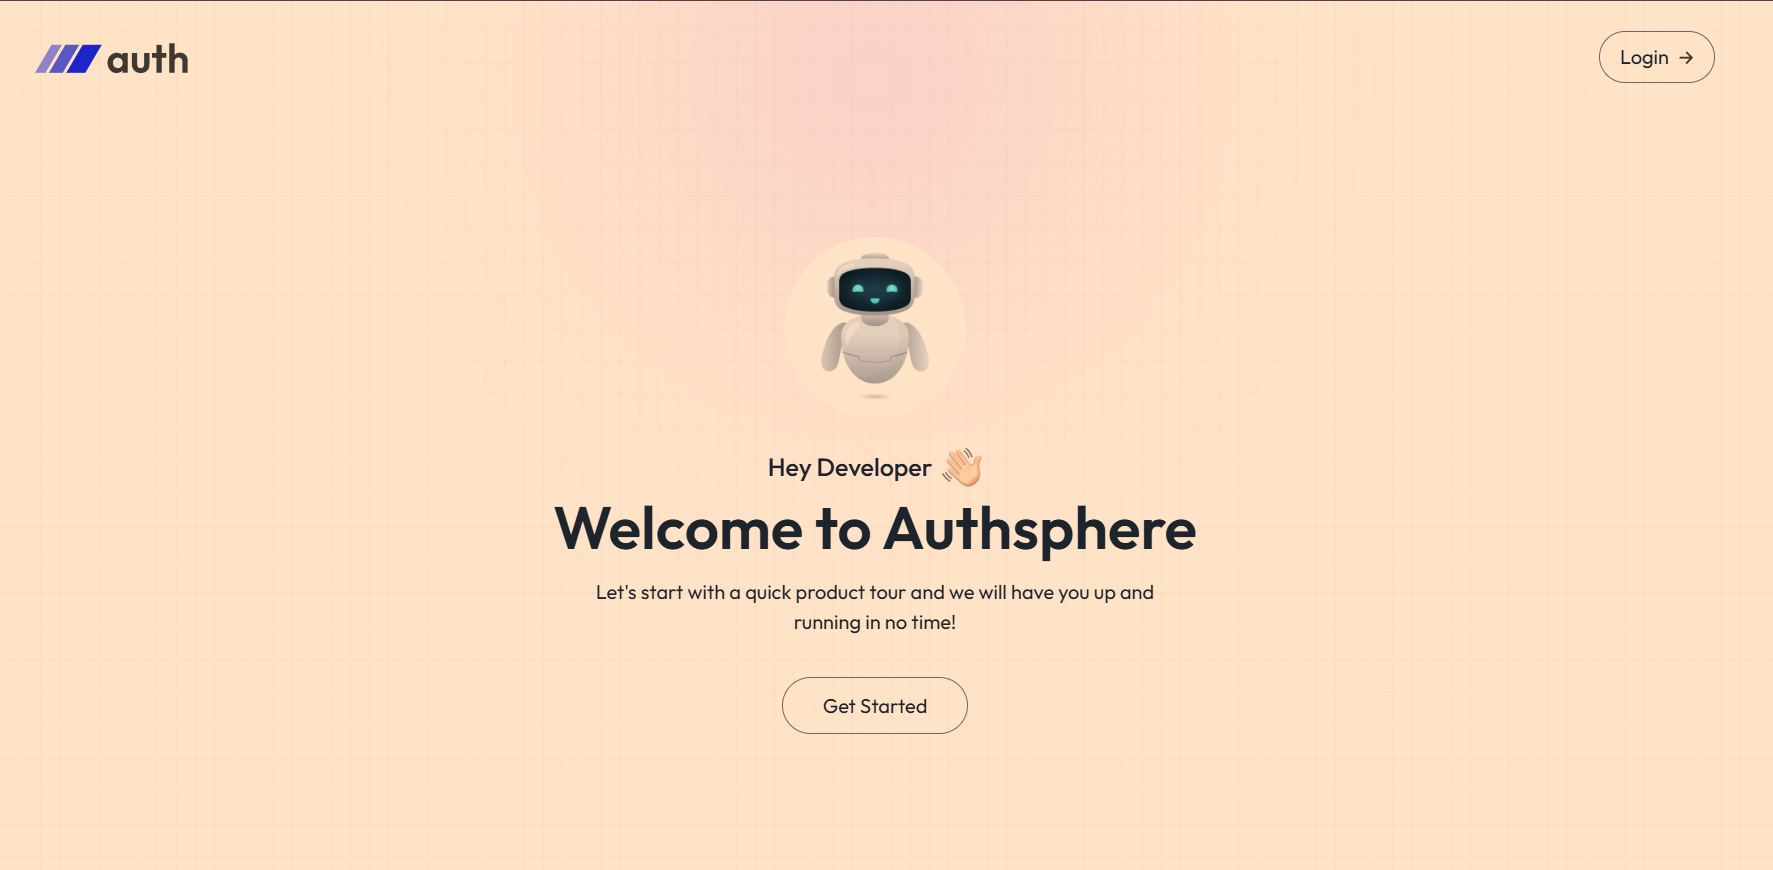 auth
Login →
Hey Developer 👋
Welcome to Authsphere
Let's start with a quick product tour and we will have you up and
running in no time!
Get Started